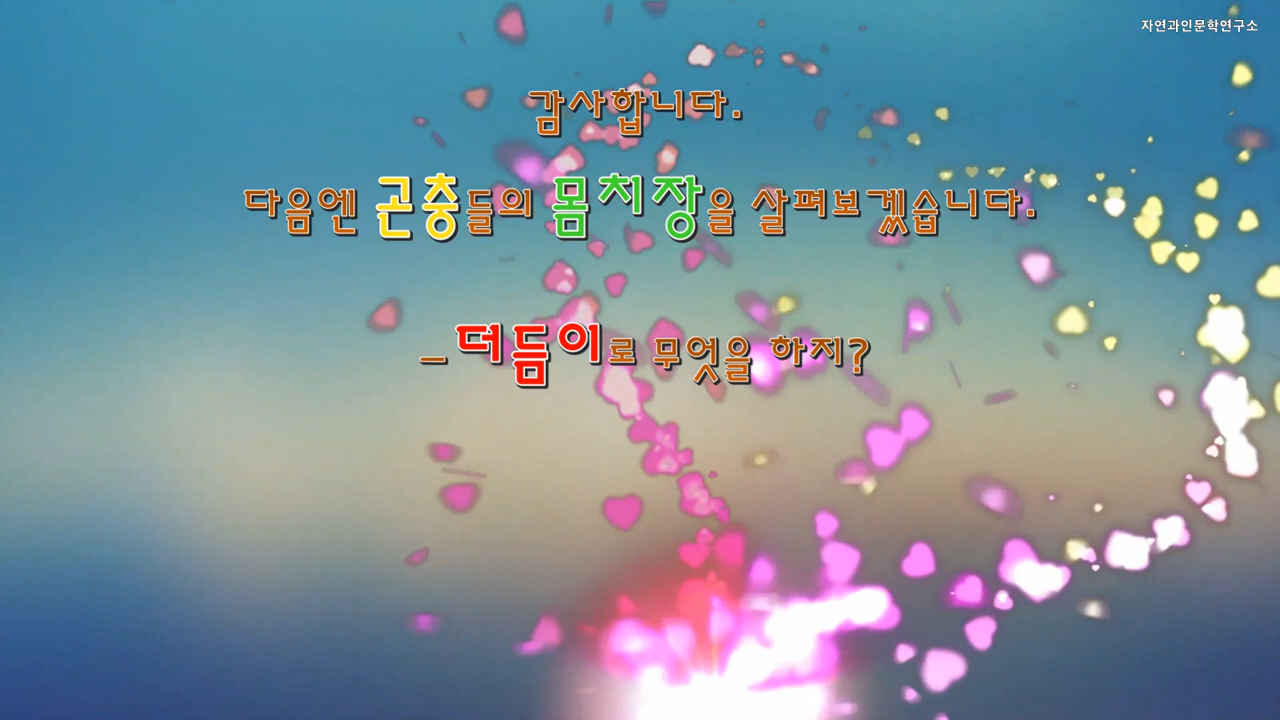 자연과인문학연구소
감사합니다.
다음엔 곤충들의 몸치장을 살펴보겠습니다.
– 더듬이로 무엇을 하지?